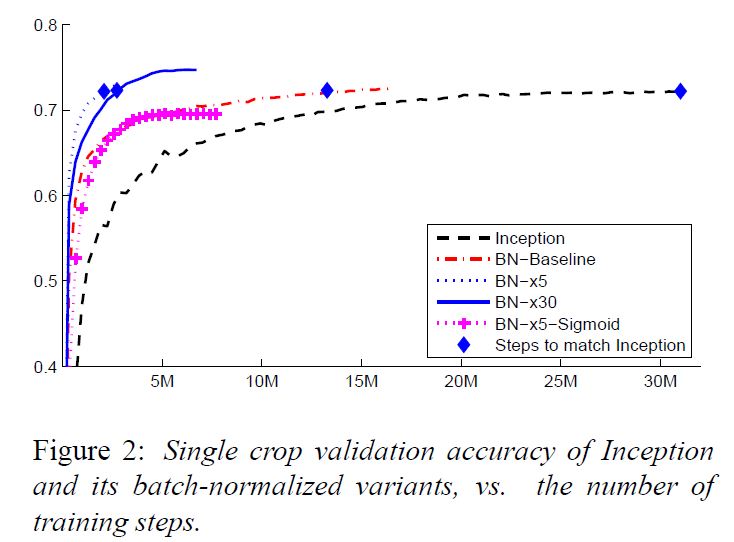 0.8
0.7
0.6
0.5
0.4
5M 10M 15M 20M 25M 30M
Inception
BN−Baseline
BN−x5
BN−x30
BN−x5−Sigmoid
Steps to match Inception
Figure 2: Single crop validation accuracy of Inception
and its batch-normalized variants, vs. the number of
training steps.